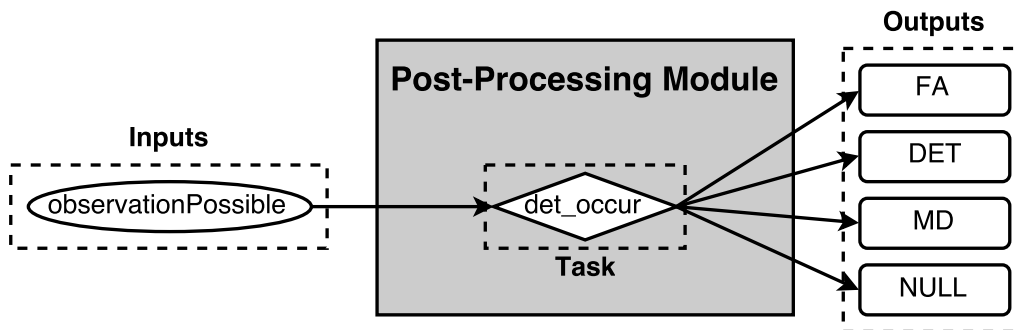 Outputs
Post-Processing Module
FA
Inputs
DET
observationPossible
det_occur
MD
Task
NULL